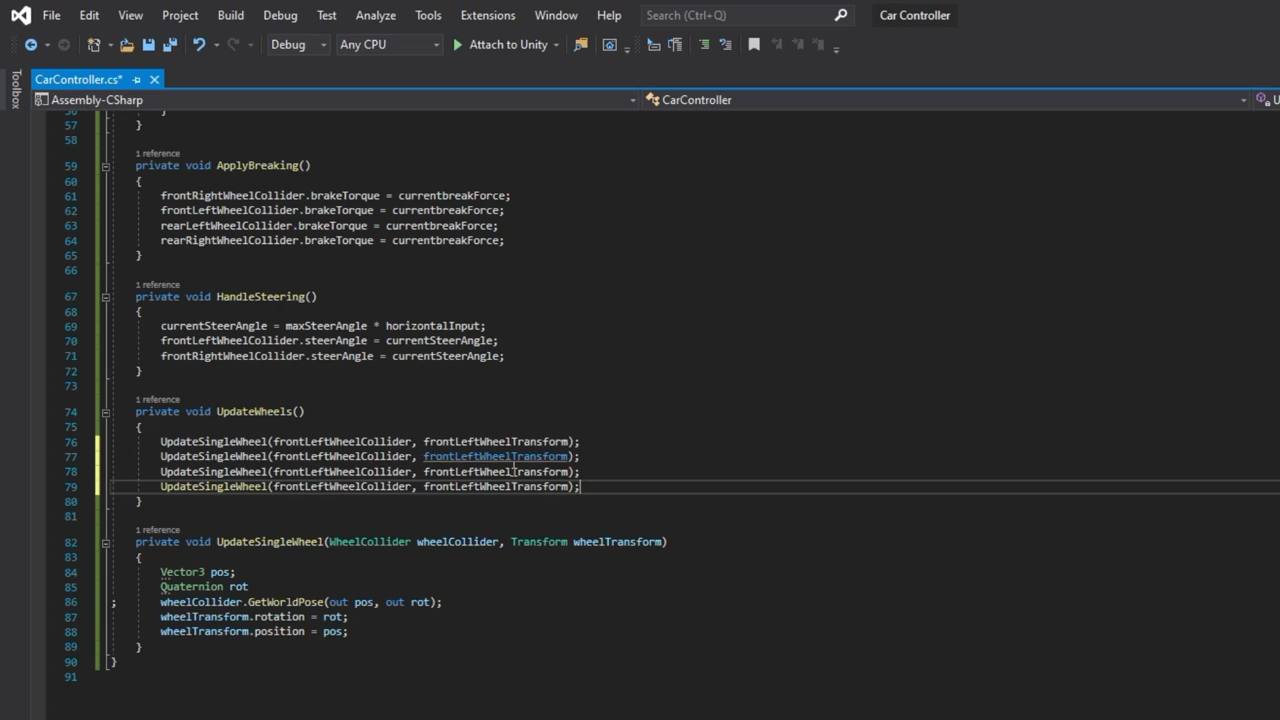 File Edit View Project Build Debug Test Analyze Tools Extensions Window Help Search (Ctrl+Q) Car Controller
Debug Any CPU Attach to Unity
Toolbox
CarController.cs*
Assembly-CSharp CarController
57 }
58
1 reference
59 private void ApplyBreaking()
60 {
61 frontRightWheelCollider.brakeTorque = currentbreakForce;
62 frontLeftWheelCollider.brakeTorque = currentbreakForce;
63 rearLeftWheelCollider.brakeTorque = currentbreakForce;
64 rearRightWheelCollider.brakeTorque = currentbreakForce;
65 }
66
1 reference
67 private void HandleSteering()
68 {
69 currentSteerAngle = maxSteerAngle * horizontalInput;
70 frontLeftWheelCollider.steerAngle = currentSteerAngle;
71 frontRightWheelCollider.steerAngle = currentSteerAngle;
72 }
73
1 reference
74 private void UpdateWheels()
75 {
76 UpdateSingleWheel(frontLeftWheelCollider, frontLeftWheelTransform);
77 UpdateSingleWheel(frontLeftWheelCollider, frontLeftWheelTransform);
78 UpdateSingleWheel(frontLeftWheelCollider, frontLeftWheelTransform);
79 UpdateSingleWheel(frontLeftWheelCollider, frontLeftWheelTransform);
80 }
81
1 reference
82 private void UpdateSingleWheel(WheelCollider wheelCollider, Transform wheelTransform)
83 {
84 Vector3 pos;
85 Quaternion rot
86 ; wheelCollider.GetWorldPose(out pos, out rot);
87 wheelTransform.rotation = rot;
88 wheelTransform.position = pos;
89 }
90 }
91